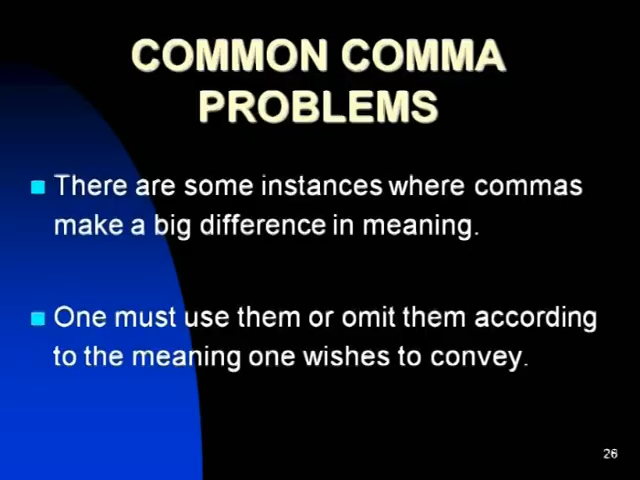 COMMON COMMA
PROBLEMS
There are some instances where commas
make a big difference in meaning.
One must use them or omit them according
to the meaning one wishes to convey.
26